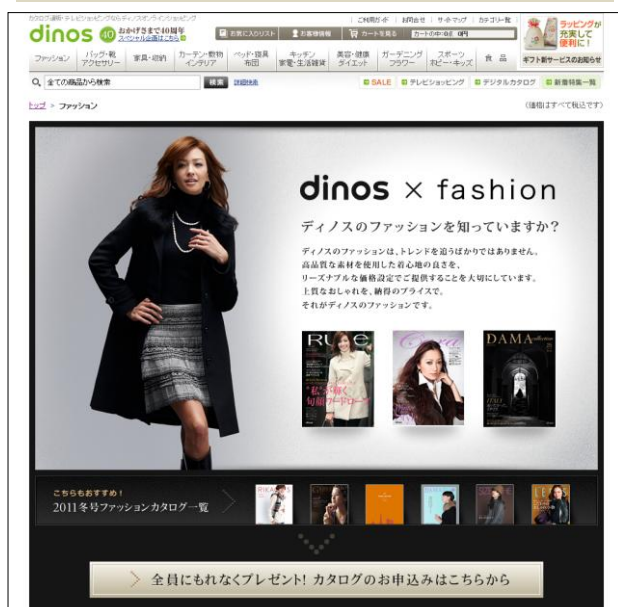 カタログ通販・テレビショッピングならディノスオンラインショッピング
ご利用ガイド | お問合せ | サイトマップ | カテゴリ一覧
dinos 40 おかげさまで40周年
スペシャル企画はこちら
お気に入りリスト
お客様情報
カートを見る
カートの中:0点 0円
ラッピングが
充実して
便利に!
ギフト新サービスのお知らせ
ファッション
バッグ・靴
アクセサリー
家具・収納
カーテン・敷物
インテリア
ベッド・寝具
布団
キッチン
家電・生活雑貨
美容・健康
ダイエット
ガーデニング
フラワー
スポーツ
ホビー・キッズ
食 品
全ての商品から検索
検索
詳細検索
SALE
テレビショッピング
デジタルカタログ
新着特集一覧
トップ > ファッション
(価格はすべて税込です)
dinos × fashion
ディノスのファッションを知っていますか?
ディノスのファッションは、トレンドを追うばかりではありません。
高品質な素材を使用した着心地の良さを、
リーズナブルな価格設定でご提供することを大切にしています。
上質なおしゃれを、納得のプライスで。
それがディノスのファッションです。
DAMA collection
こちらもおすすめ!
2011冬号ファッションカタログ一覧
全員にもれなくプレゼント! カタログのお申込みはこちらから